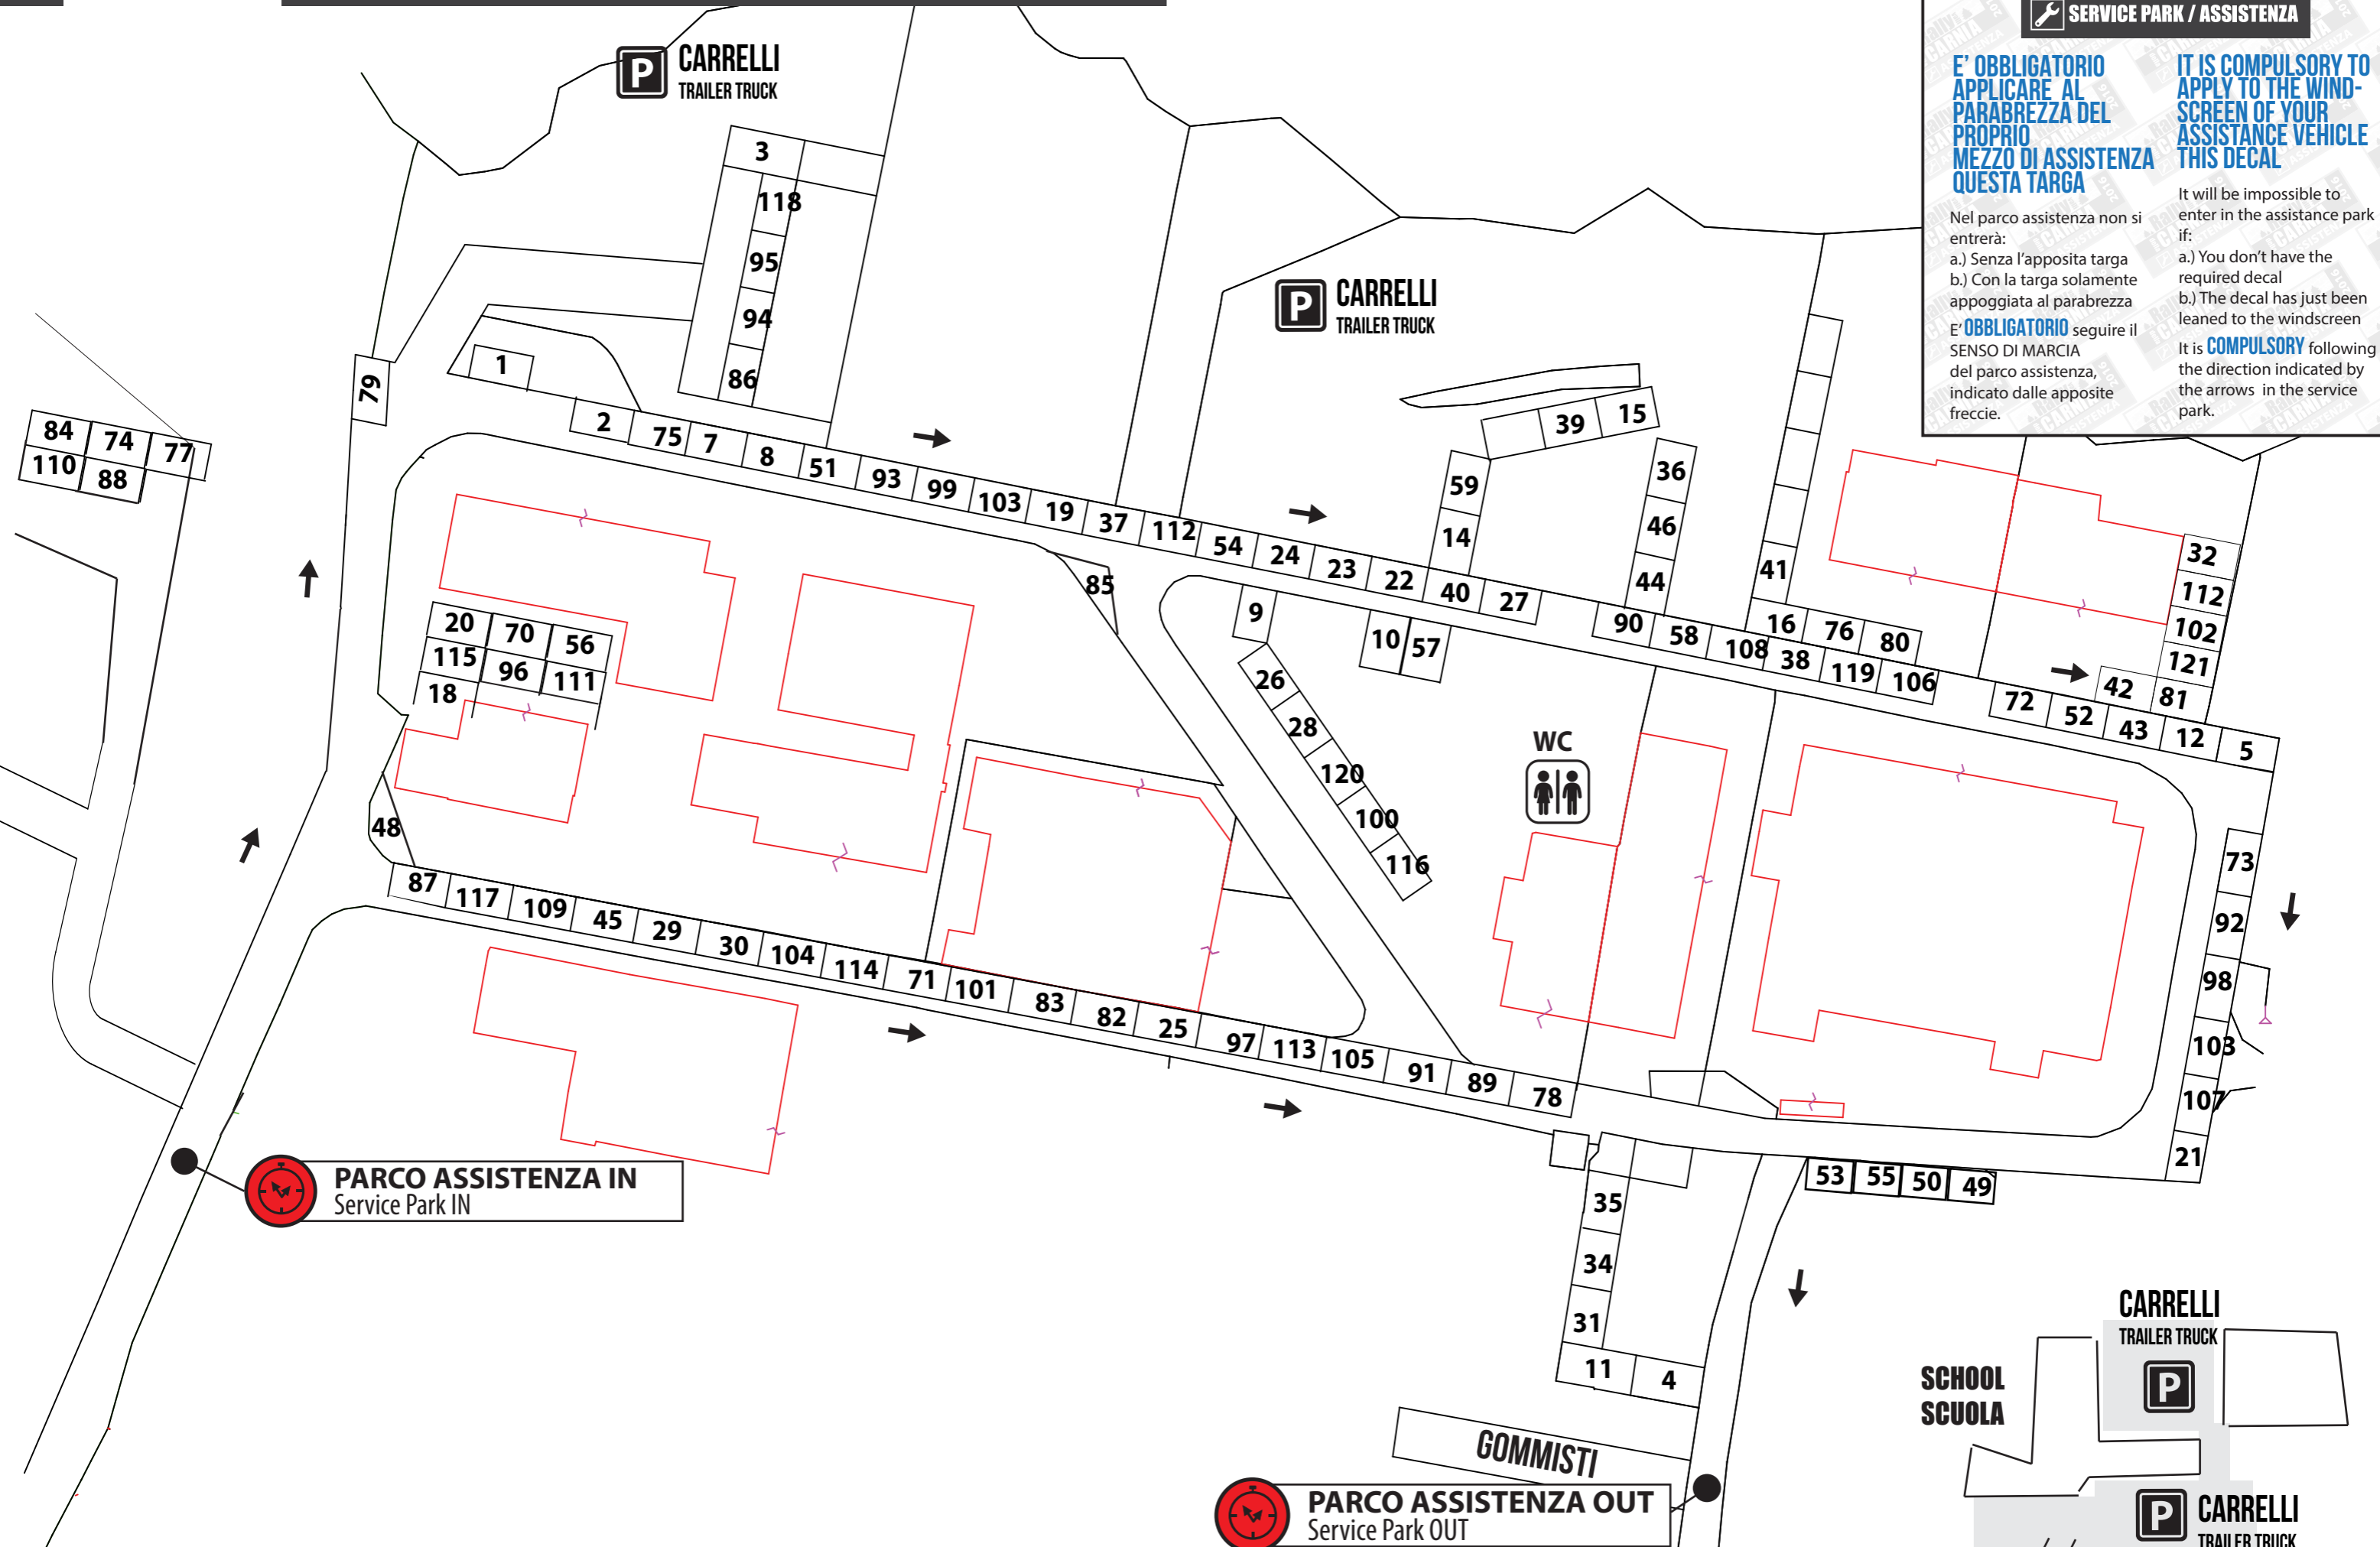 SERVICE PARK / ASSISTENZA
E' OBBLIGATORIO
APPLICARE AL
PARABREZZA DEL
PROPRIO
MEZZO DI ASSISTENZA
QUESTA TARGA
Nel parco assistenza non si
entrerà:
a.) Senza l'apposita targa
b.) Con la targa solamente
appoggiata al parabrezza
E' OBBLIGATORIO seguire il
SENSO DI MARCIA
del parco assistenza,
indicato dalle apposite
freccie.
IT IS COMPULSORY TO
APPLY TO THE WIND-
SCREEN OF YOUR
ASSISTANCE VEHICLE
THIS DECAL
It will be impossible to
enter in the assistance park
if:
a.) You don't have the
required decal
b.) The decal has just been
leaned to the windscreen
It is COMPULSORY following
the direction indicated by
the arrows in the service
park.
P CARRELLI
TRAILER TRUCK
3
118
95
94
86
79
1
84 74 77
110 88
2 75 7 8 51 93 99 103 19 37 112 54 24 23 22 40 27
P CARRELLI
TRAILER TRUCK
39 15
59
14
36
46
44
41
90 58 108 38 119 106
16 76 80
32
112
102
121
42 81
72 52 43 12 5
85
9
10 57
26
28
120
100
116
20 70 56
115 96 111
18
48
WC
73
92
98
103
107
21
87 117 109 45 29 30 104 114 71 101 83 82 25 97 113 105 91 89 78
53 55 50 49
PARCO ASSISTENZA IN
Service Park IN
35
34
31
11 4
GOMMISTI
PARCO ASSISTENZA OUT
Service Park OUT
CARRELLI
TRAILER TRUCK
P
SCHOOL
SCUOLA
P CARRELLI
TRAILER TRUCK